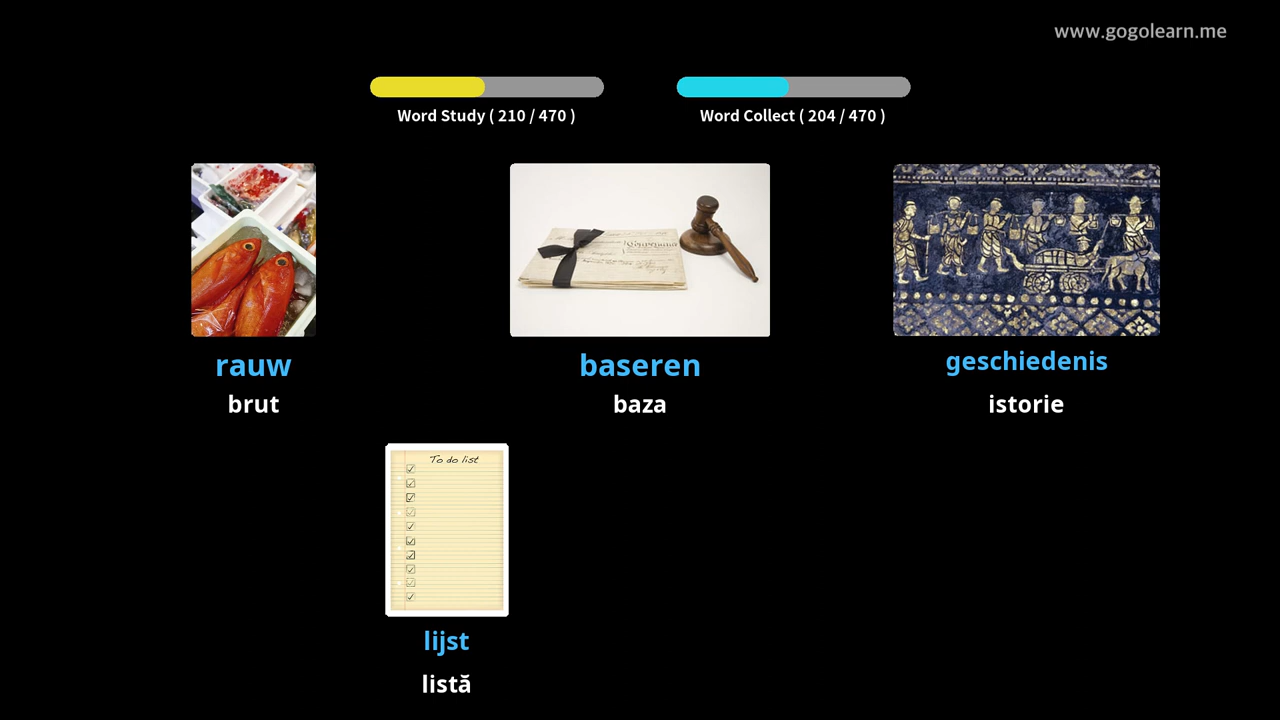 www.gogolearn.me
Word Study ( 210 / 470 )
Word Collect ( 204 / 470 )
rauw
brut
baseren
baza
geschiedenis
istorie
To do list
lijst
listă